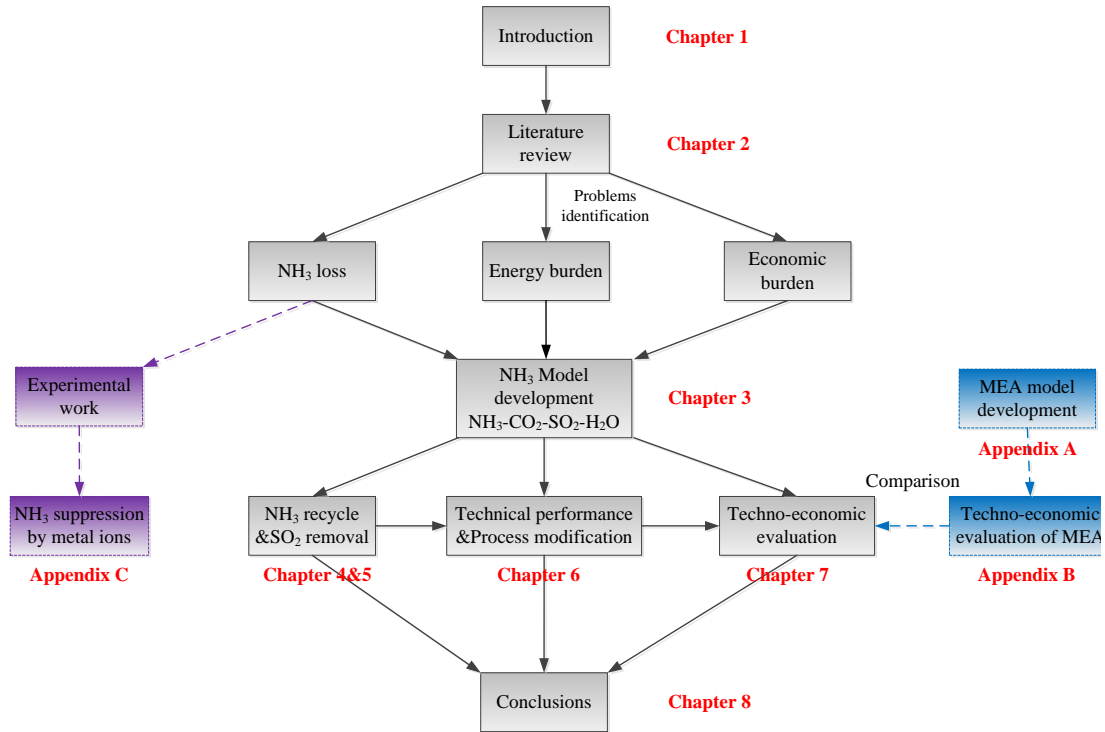 Introduction
Chapter 1
Literature
review
Chapter 2
Problems
identification
NH₃ loss
Energy burden
Economic
burden
Experimental
work
NH₃ Model
development
NH₃-CO₂-SO₂-H₂O
Chapter 3
MEA model
development
Appendix A
Comparison
NH₃ suppression
by metal ions
Appendix C
NH₃ recycle
&SO₂ removal
Chapter 4&5
Technical performance
&Process modification
Chapter 6
Techno-economic
evaluation
Chapter 7
Techno-economic
evaluation of MEA
Appendix B
Conclusions
Chapter 8